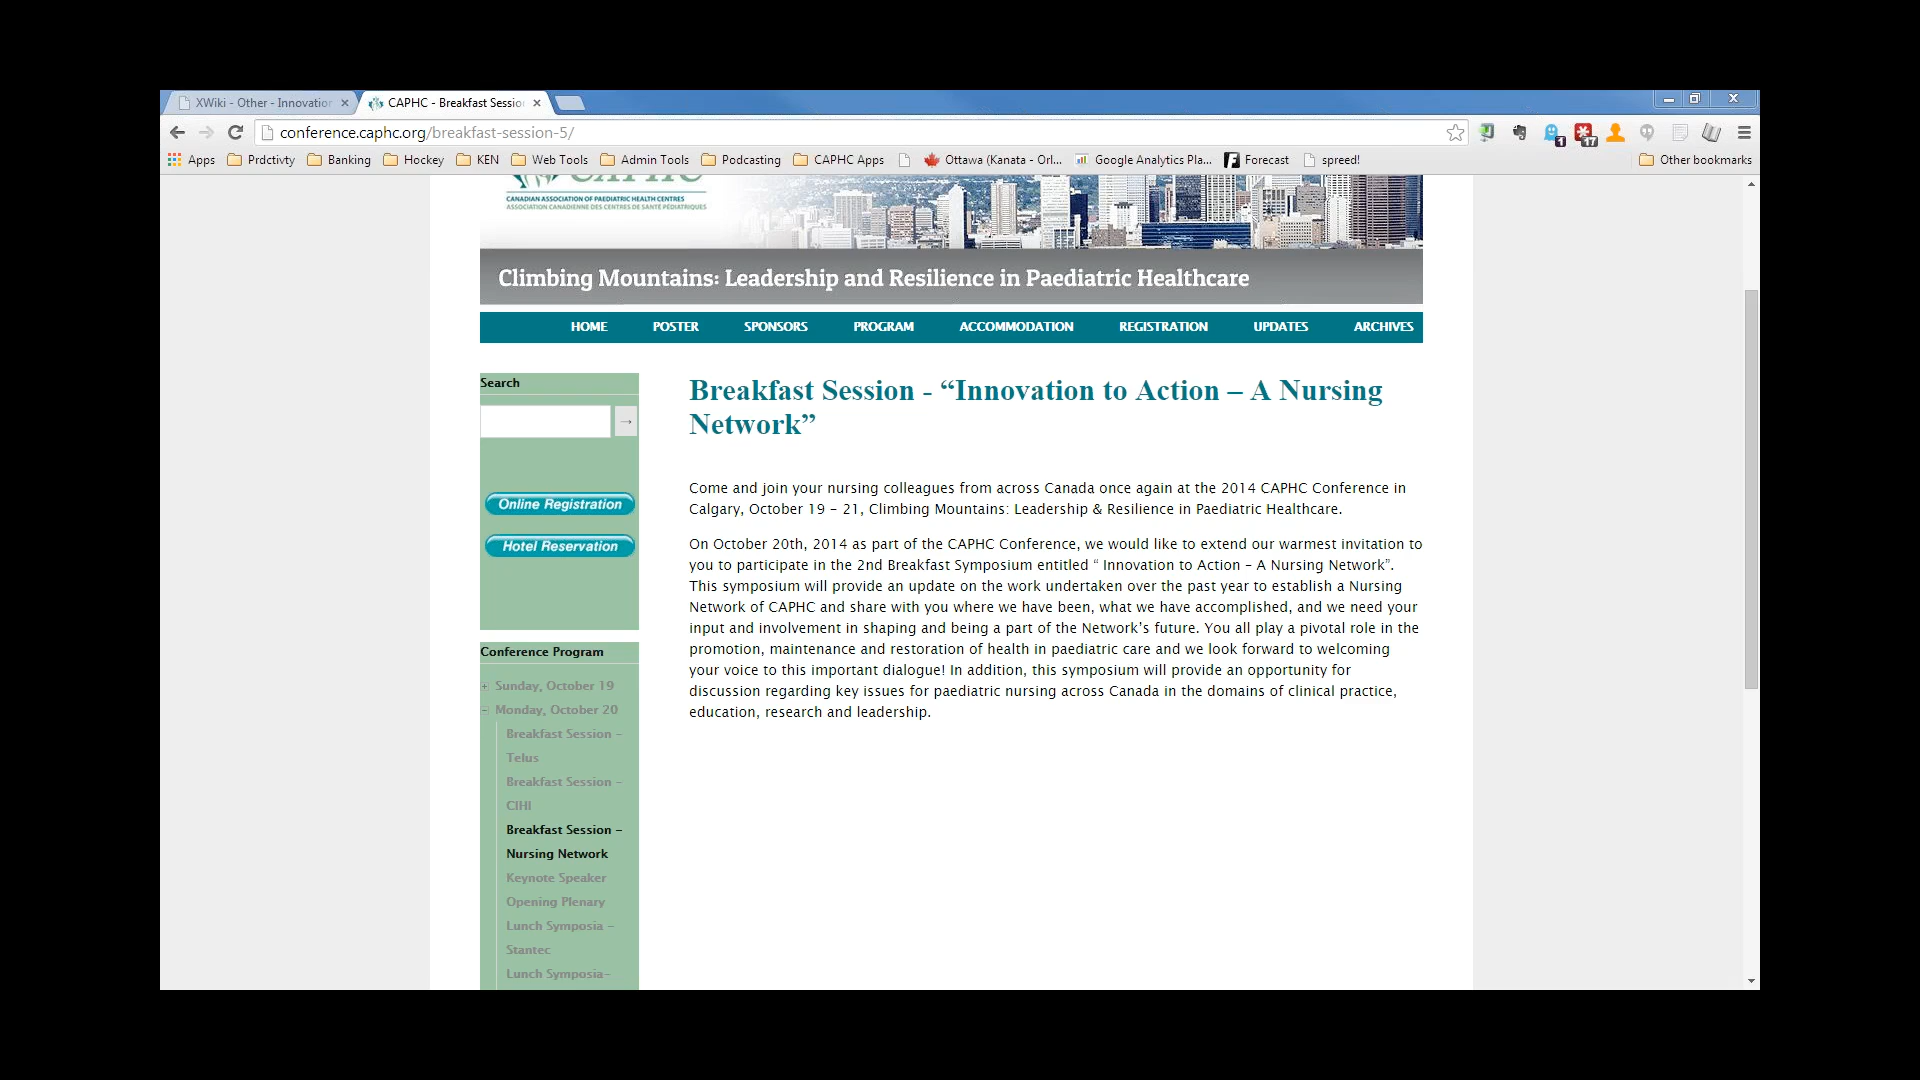 XWiki - Other - Innovation
CAPHC - Breakfast Session
conference.caphc.org/breakfast-session-5/
1
17
Apps
Prdctivty
Banking
Hockey
KEN
Web Tools
Admin Tools
Podcasting
CAPHC Apps
Ottawa (Kanata - Orl...
Google Analytics Pla...
Forecast
spreed!
Other bookmarks
CAPHC
CANADIAN ASSOCIATION OF PAEDIATRIC HEALTH CENTRES
ASSOCIATION CANADIENNE DES CENTRES DE SANTÉ PÉDIATRIQUES
Climbing Mountains: Leadership and Resilience in Paediatric Healthcare
HOME POSTER SPONSORS PROGRAM ACCOMMODATION REGISTRATION UPDATES ARCHIVES
Search
→
Online Registration
Hotel Reservation
Conference Program
+ Sunday, October 19
− Monday, October 20
Breakfast Session –
Telus
Breakfast Session –
CIHI
Breakfast Session –
Nursing Network
Keynote Speaker
Opening Plenary
Lunch Symposia –
Stantec
Lunch Symposia–
Breakfast Session - “Innovation to Action – A Nursing
Network”
Come and join your nursing colleagues from across Canada once again at the 2014 CAPHC Conference in
Calgary, October 19 – 21, Climbing Mountains: Leadership & Resilience in Paediatric Healthcare.
On October 20th, 2014 as part of the CAPHC Conference, we would like to extend our warmest invitation to
you to participate in the 2nd Breakfast Symposium entitled “ Innovation to Action – A Nursing Network”.
This symposium will provide an update on the work undertaken over the past year to establish a Nursing
Network of CAPHC and share with you where we have been, what we have accomplished, and we need your
input and involvement in shaping and being a part of the Network’s future. You all play a pivotal role in the
promotion, maintenance and restoration of health in paediatric care and we look forward to welcoming
your voice to this important dialogue! In addition, this symposium will provide an opportunity for
discussion regarding key issues for paediatric nursing across Canada in the domains of clinical practice,
education, research and leadership.